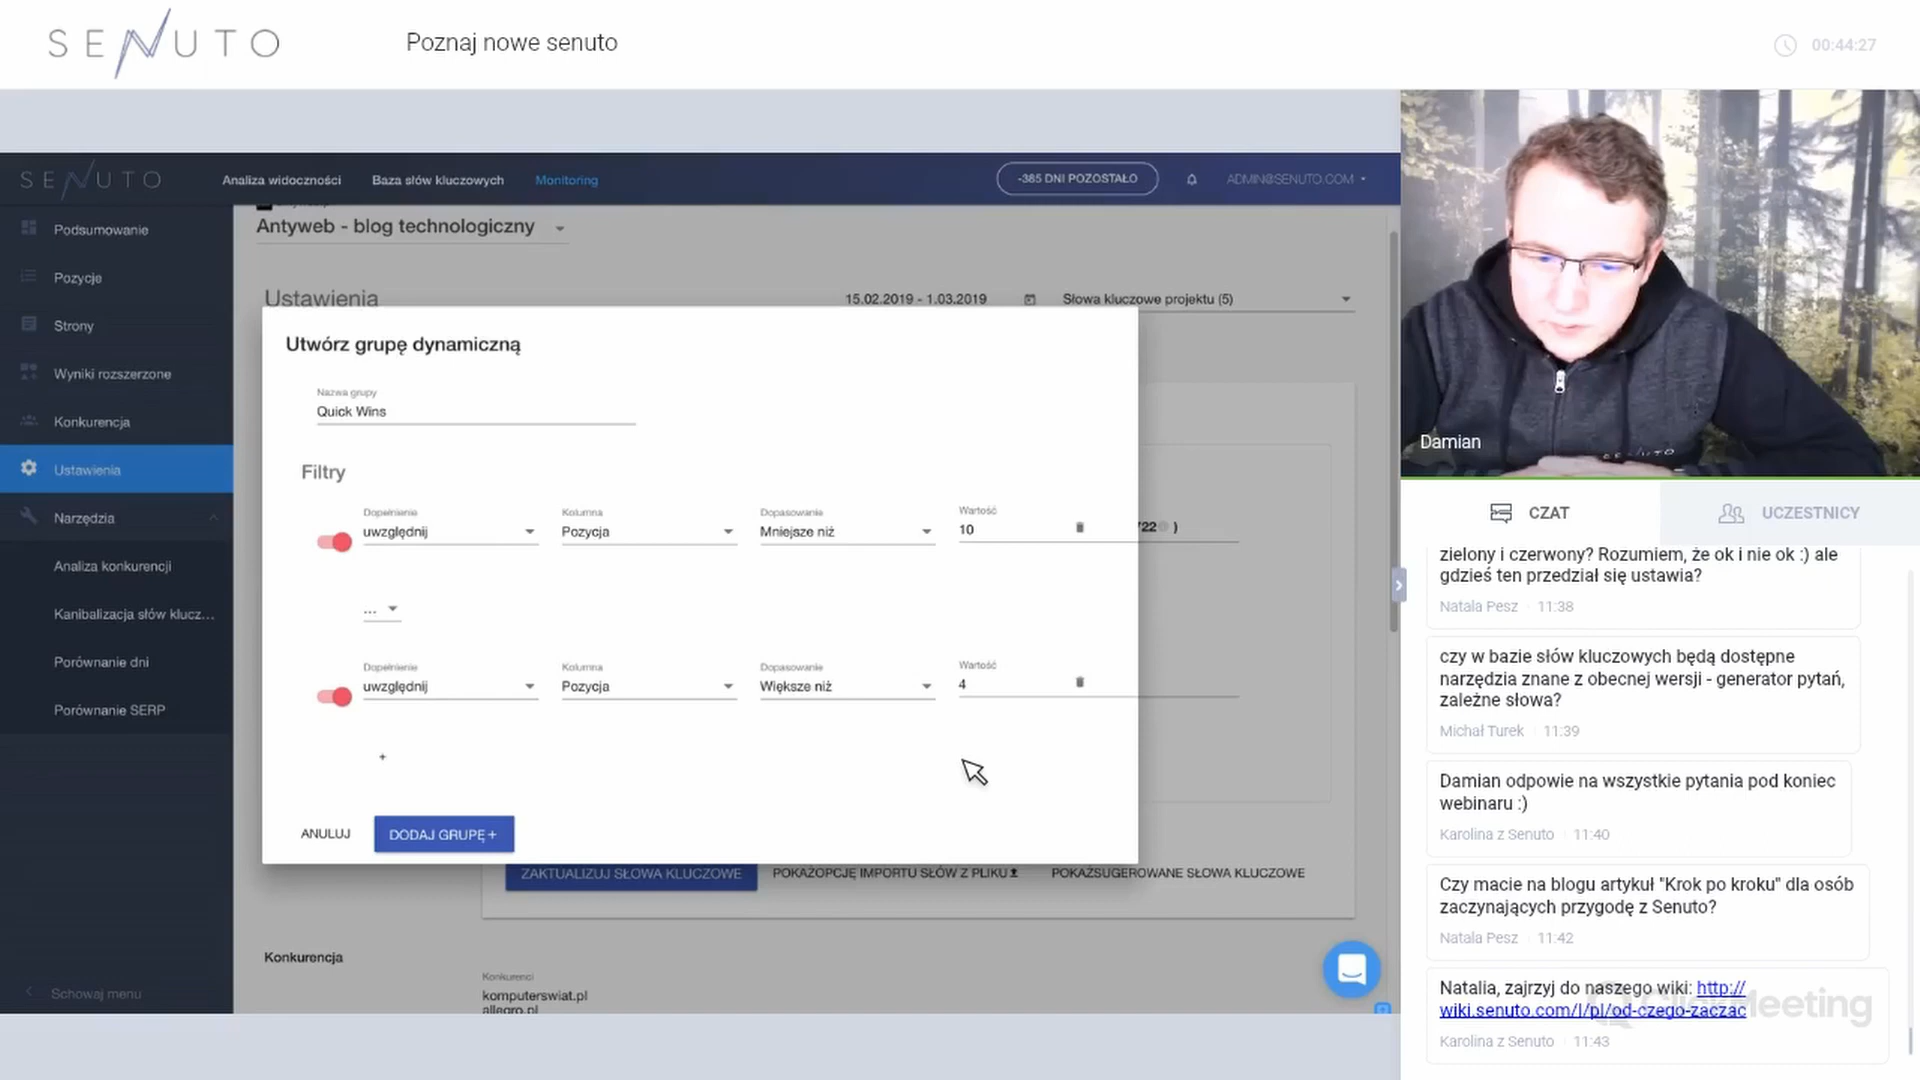 SENUTO
Poznaj nowe senuto
00:44:27
SENUTO
Analiza widoczności
Baza słów kluczowych
Monitoring
-385 DNI POZOSTAŁO
ADMIN@SENUTO.COM
Podsumowanie
Pozycje
Strony
Wyniki rozszerzone
Konkurencja
Ustawienia
Narzędzia
Analiza konkurencji
Kanibalizacja słów klucz...
Porównanie dni
Porównanie SERP
Schowaj menu
Antyweb - blog technologiczny
Ustawienia
15.02.2019 - 1.03.2019
Słowa kluczowe projektu (5)
Utwórz grupę dynamiczną
Nazwa grupy
Quick Wins
Filtry
Dopełnienie
Kolumna
Dopasowanie
Wartość
uwzględnij
Pozycja
Mniejsze niż
10
722 )
...
Dopełnienie
Kolumna
Dopasowanie
Wartość
uwzględnij
Pozycja
Większe niż
4
+
ANULUJ
DODAJ GRUPĘ+
ZAKTUALIZUJ SŁOWA KLUCZOWE
POKAŻOPCJĘ IMPORTU SŁÓW Z PLIKU
POKAŻSUGEROWANE SŁOWA KLUCZOWE
Konkurencja
Konkurenci
komputerswiat.pl
allegro.pl
Damian
SENUTO
CZAT
UCZESTNICY
zielony i czerwony? Rozumiem, że ok i nie ok :) ale
gdzieś ten przedział się ustawia?
Natala Pesz 11:38
czy w bazie słów kluczowych będą dostępne
narzędzia znane z obecnej wersji - generator pytań,
zależne słowa?
Michał Turek 11:39
Damian odpowie na wszystkie pytania pod koniec
webinaru :)
Karolina z Senuto 11:40
Czy macie na blogu artykuł "Krok po kroku" dla osób
zaczynających przygodę z Senuto?
Natala Pesz 11:42
Natalia, zajrzyj do naszego wiki: http://
wiki.senuto.com/l/pl/od-czego-zaczac
Karolina z Senuto 11:43
ClickMeeting